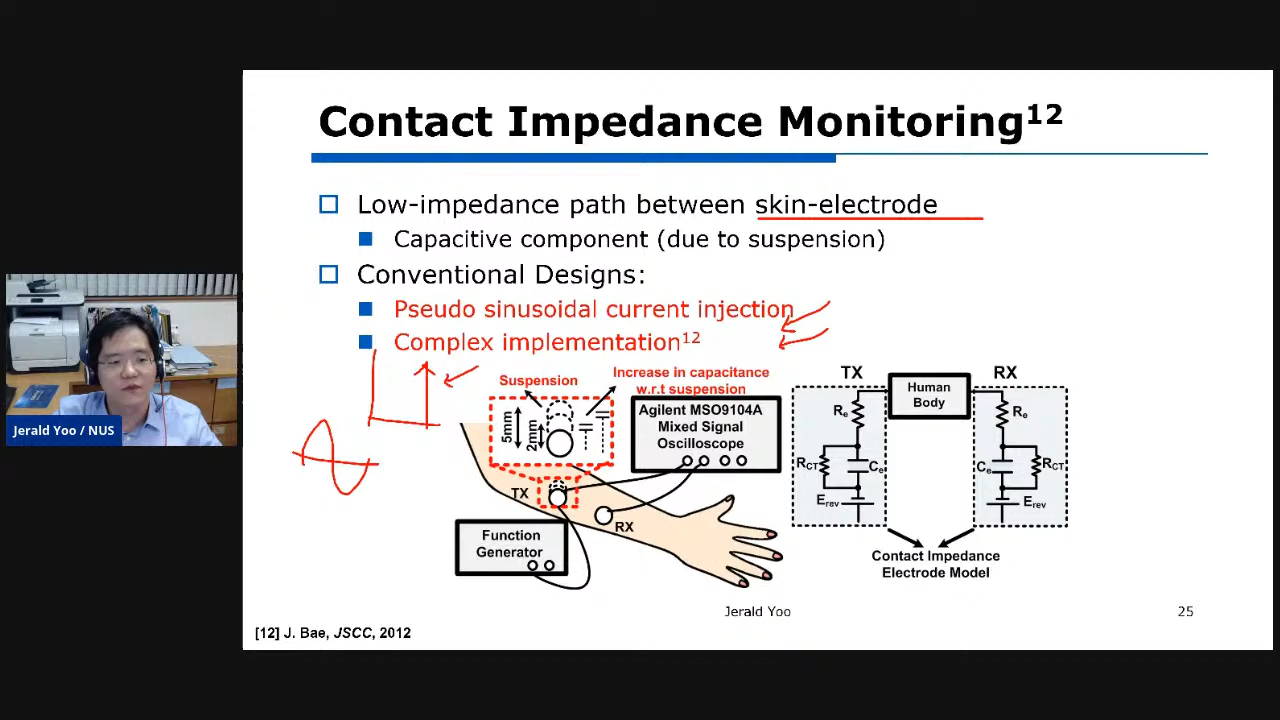 Contact Impedance Monitoring12
Low-impedance path between skin-electrode
Capacitive component (due to suspension)
Conventional Designs:
Pseudo sinusoidal current injection
Complex implementation12
Jerald Yoo / NUS
Suspension
Increase in capacitance
w.r.t suspension
5mm
2mm
Agilent MSO9104A
Mixed Signal
Oscilloscope
TX
RX
Function
Generator
TX
Human
Body
RX
Re
Re
RCT
Ce
Ce
RCT
Erev
Erev
Contact Impedance
Electrode Model
Jerald Yoo
25
[12] J. Bae, JSCC, 2012